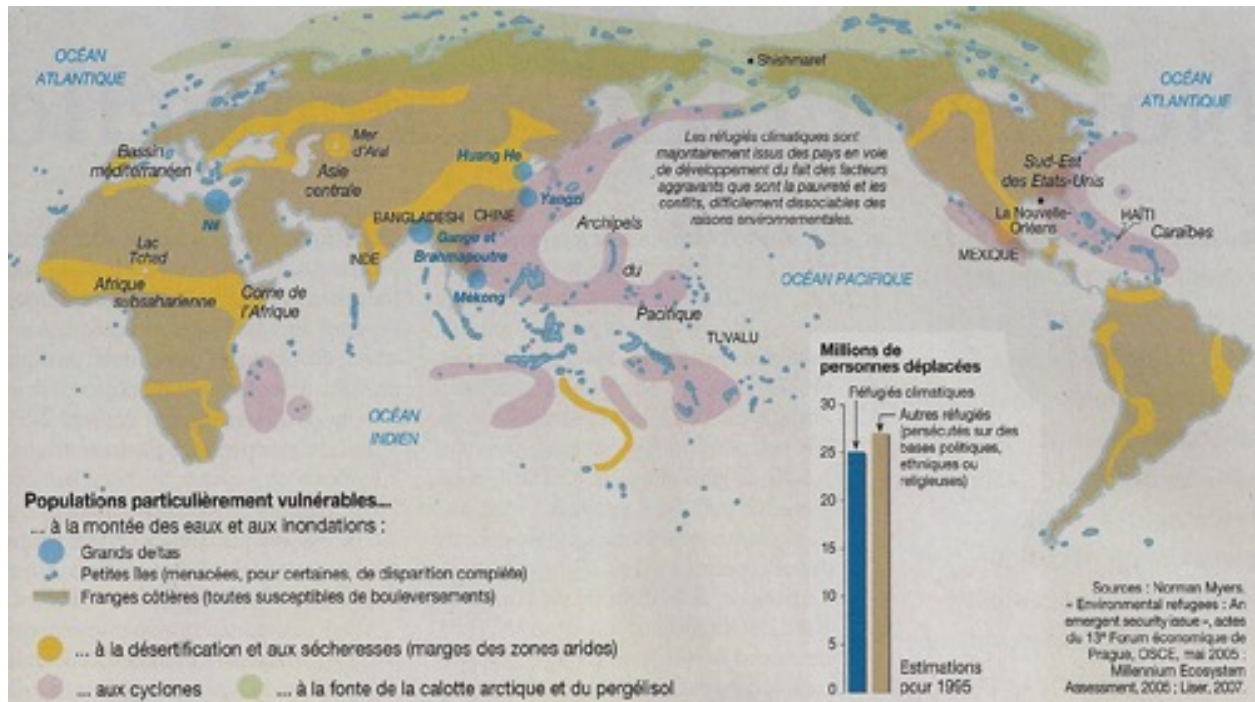 OCÉAN
ATLANTIQUE
Shishmaref
OCÉAN
ATLANTIQUE
Bassin
méditerranéen
Mer
d'Aral
Asie
centrale
Huang He
Yangzi
Les réfugiés climatiques sont
majoritairement issus des pays en voie
de développement du fait des facteurs
aggravants que sont la pauvreté et les
conflits, difficilement dissociables des
raisons environnementales.
Sud-Est
des Etats-Unis
La Nouvelle-
Orléans
HAÏTI
Caraïbes
MEXIQUE
Nil
BANGLADESH
CHINE
Gange et
Brahmapoutre
INDE
Mékong
Archipels
du
Pacifique
OCÉAN PACIFIQUE
Lac
Tchad
Afrique
subsaharienne
Corne de
l'Afrique
TUVALU
OCÉAN
INDIEN
Millions de
personnes déplacées
Réfugiés climatiques
Autres réfugiés
(persécutés sur des
bases politiques,
ethniques ou
religieuses)
30
25
20
15
10
5
0
Estimations
pour 1995
Populations particulièrement vulnérables...
... à la montée des eaux et aux inondations :
Grands deltas
Petites îles (menacées, pour certaines, de disparition complète)
Franges côtières (toutes susceptibles de bouleversements)
... à la désertification et aux sécheresses (marges des zones arides)
... aux cyclones
... à la fonte de la calotte arctique et du pergélisol
Sources : Norman Myers,
« Environmental refugees : An
emergent security issue », actes
du 13e Forum économique de
Prague, OSCE, mai 2005 ;
Millennium Ecosystem
Assessment, 2005 ; Liser, 2007.